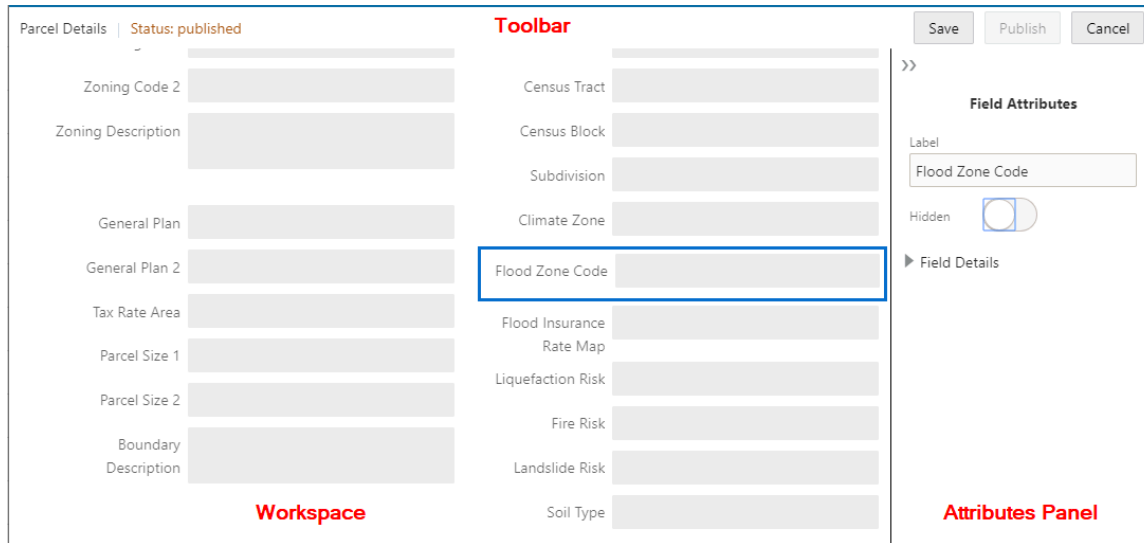 Parcel Details | Status: published
Toolbar
Save
Publish
Cancel
Zoning Code 2
Zoning Description
General Plan
General Plan 2
Tax Rate Area
Parcel Size 1
Parcel Size 2
Boundary
Description
Workspace
Census Tract
Census Block
Subdivision
Climate Zone
Flood Zone Code
Flood Insurance
Rate Map
Liquefaction Risk
Fire Risk
Landslide Risk
Soil Type
Field Attributes
Label
Flood Zone Code
Hidden
Field Details
Attributes Panel